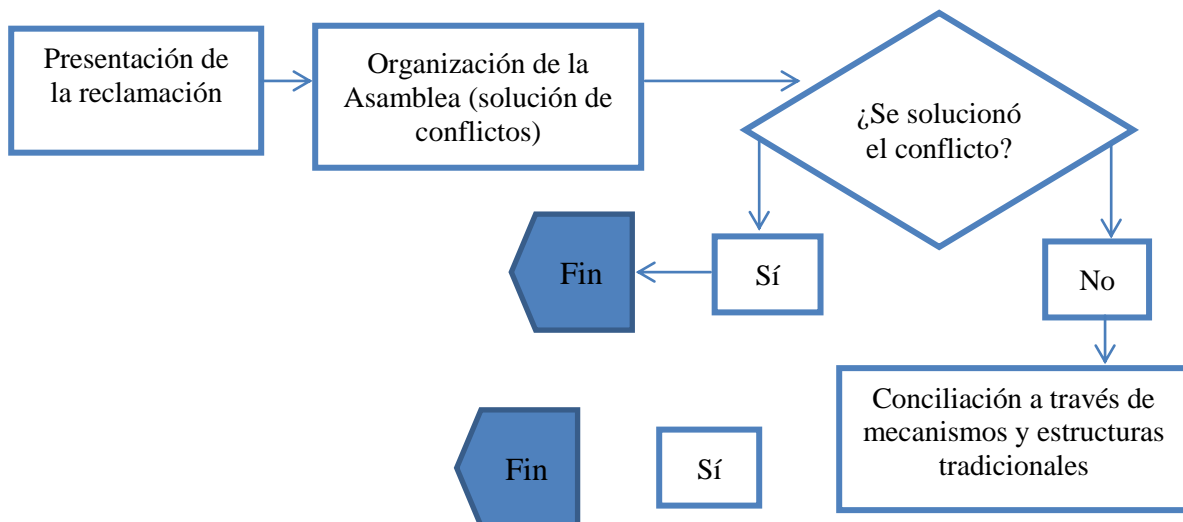 Presentación de
la reclamación
Organización de la
Asamblea (solución de
conflictos)
¿Se solucionó
el conflicto?
Fin
Sí
No
Conciliación a través de
mecanismos y estructuras
tradicionales
Fin
Sí